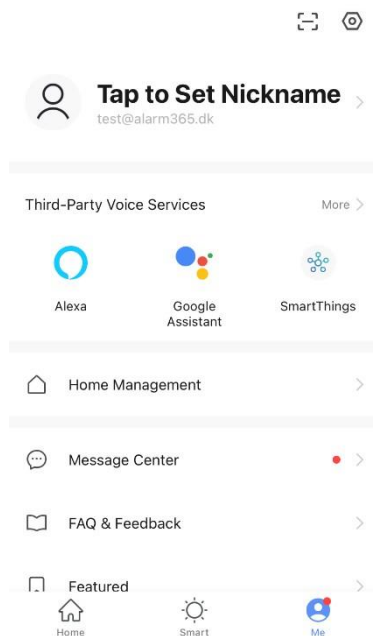 Tap to Set Nickname
test@alarm365.dk
Third-Party Voice Services
More
Alexa
Google
Assistant
SmartThings
Home Management
Message Center
FAQ & Feedback
Featured
Home
Smart
Me